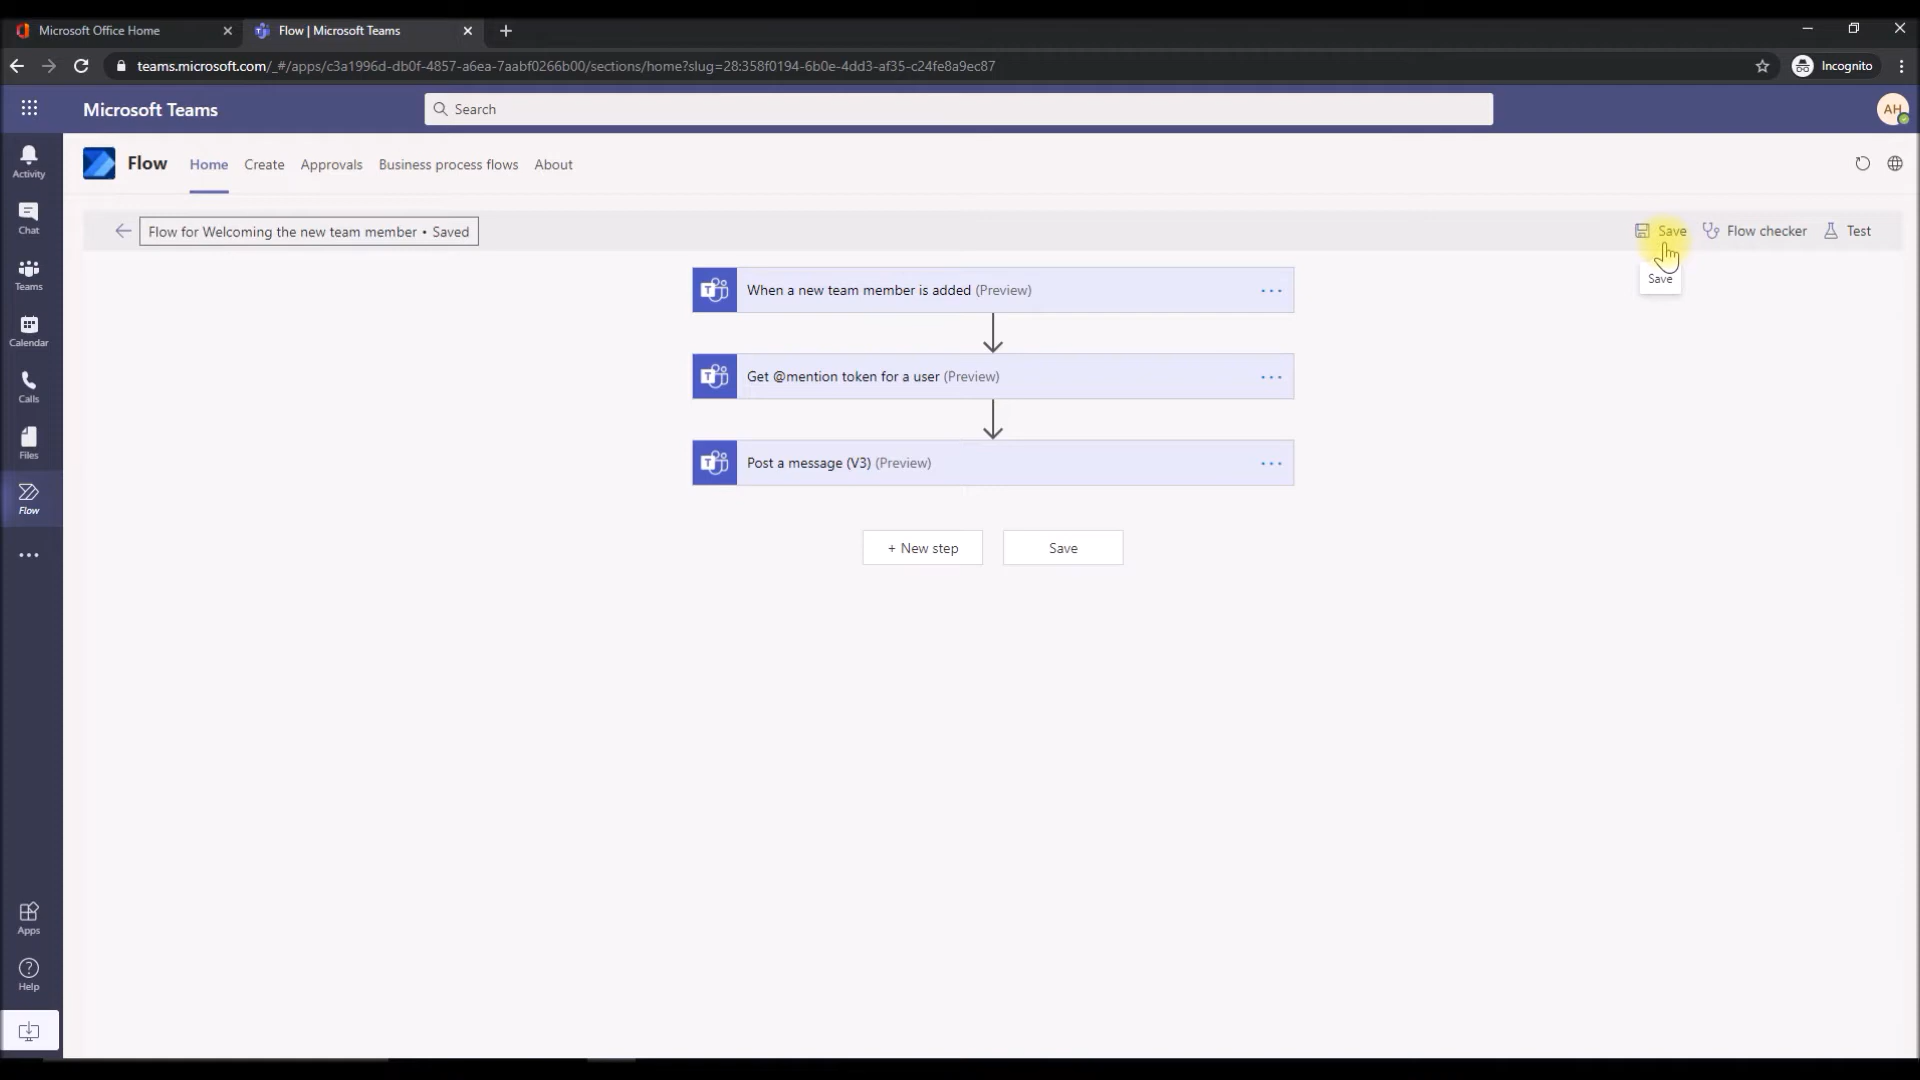 Microsoft Office Home
Flow | Microsoft Teams
teams.microsoft.com/_#/apps/c3a1996d-db0f-4857-a6ea-7aabf0266b00/sections/home?slug=28:358f0194-6b0e-4dd3-af35-c24fe8a9ec87
Incognito
Microsoft Teams
Search
AH
Flow
Home
Create
Approvals
Business process flows
About
Activity
Chat
Teams
Calendar
Calls
Files
Flow
Apps
Help
Flow for Welcoming the new team member • Saved
Save
Flow checker
Test
Save
When a new team member is added (Preview)
Get @mention token for a user (Preview)
Post a message (V3) (Preview)
+ New step
Save